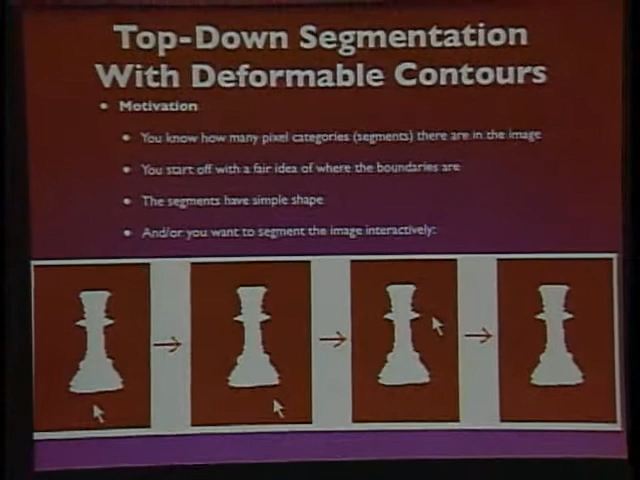 Top-Down Segmentation
With Deformable Contours
• Motivation
• You know how many pixel categories (segments) there are in the image
• You start off with a fair idea of where the boundaries are
• The segments have simple shape
• And/or you want to segment the image interactively: